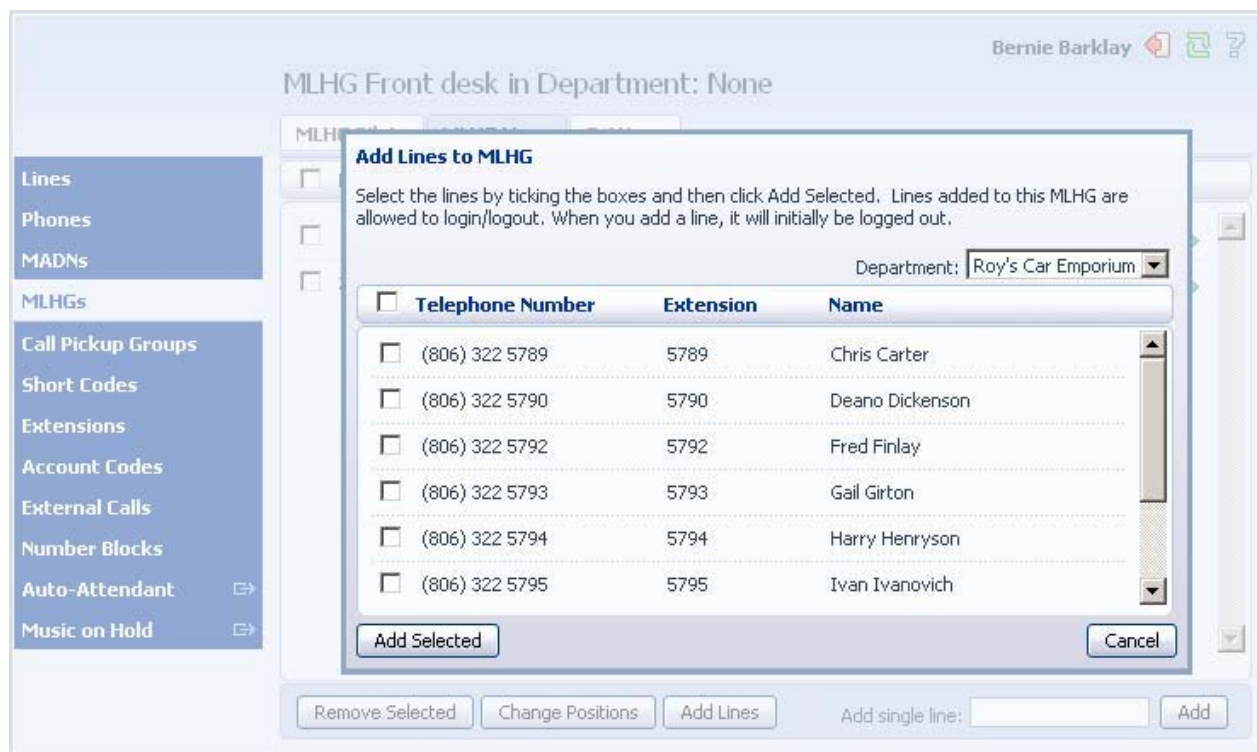 Bernie Barklay
MLHG Front desk in Department: None
Lines
Phones
MADNs
MLHGs
Call Pickup Groups
Short Codes
Extensions
Account Codes
External Calls
Number Blocks
Auto-Attendant
Music on Hold
Add Lines to MLHG
Select the lines by ticking the boxes and then click Add Selected. Lines added to this MLHG are
allowed to login/logout. When you add a line, it will initially be logged out.
Department: Roy's Car Emporium
Telephone Number Extension Name
(806) 322 5789 5789 Chris Carter
(806) 322 5790 5790 Deano Dickenson
(806) 322 5792 5792 Fred Finlay
(806) 322 5793 5793 Gail Girton
(806) 322 5794 5794 Harry Henryson
(806) 322 5795 5795 Ivan Ivanovich
Add Selected Cancel
Remove Selected Change Positions Add Lines Add single line: Add